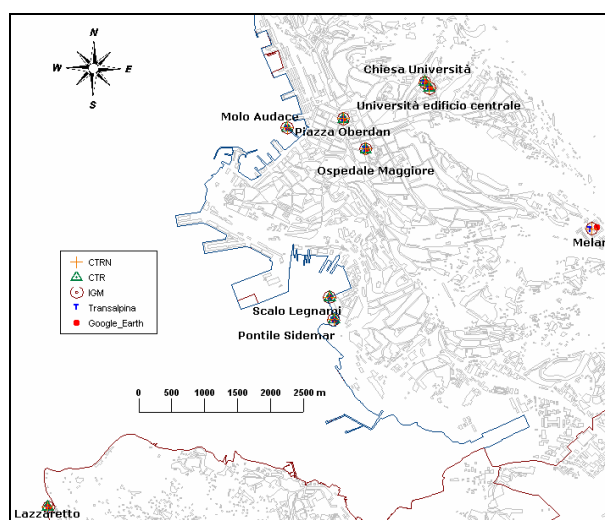 N
W E
S
Chiesa Università
Università edificio centrale
Molo Audace
Piazza Oberdan
Ospedale Maggiore
Melar
CTRN
CTR
IGM
Transalpina
Google_Earth
Scalo Legnami
Pontile Sidemar
0 500 1000 1500 2000 2500 m
Lazzaretto